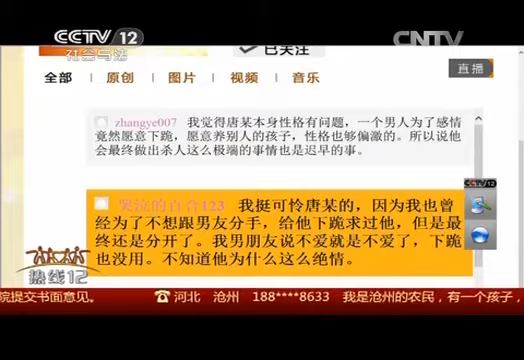 CCTV 12
社会与法
已关注
CNTV
全部 原创 图片 视频 音乐
直播
zhangye007 我觉得唐某本身性格有问题，一个男人为了感情
竟然愿意下跪，愿意养别人的孩子，性格也够偏激的。所以说他
会最终做出杀人这么极端的事情也是迟早的事。
CCTV 12
哭泣的百合123 我挺可怜唐某的，因为我也曾
经为了不想跟男友分手，给他下跪求过他，但是最
终还是分开了。我男朋友说不爱就是不爱了，下跪
也没用。不知道他为什么这么绝情。
热线12
院提交书面意见。 河北 沧州 188****8633 我是沧州的农民，有一个孩子，